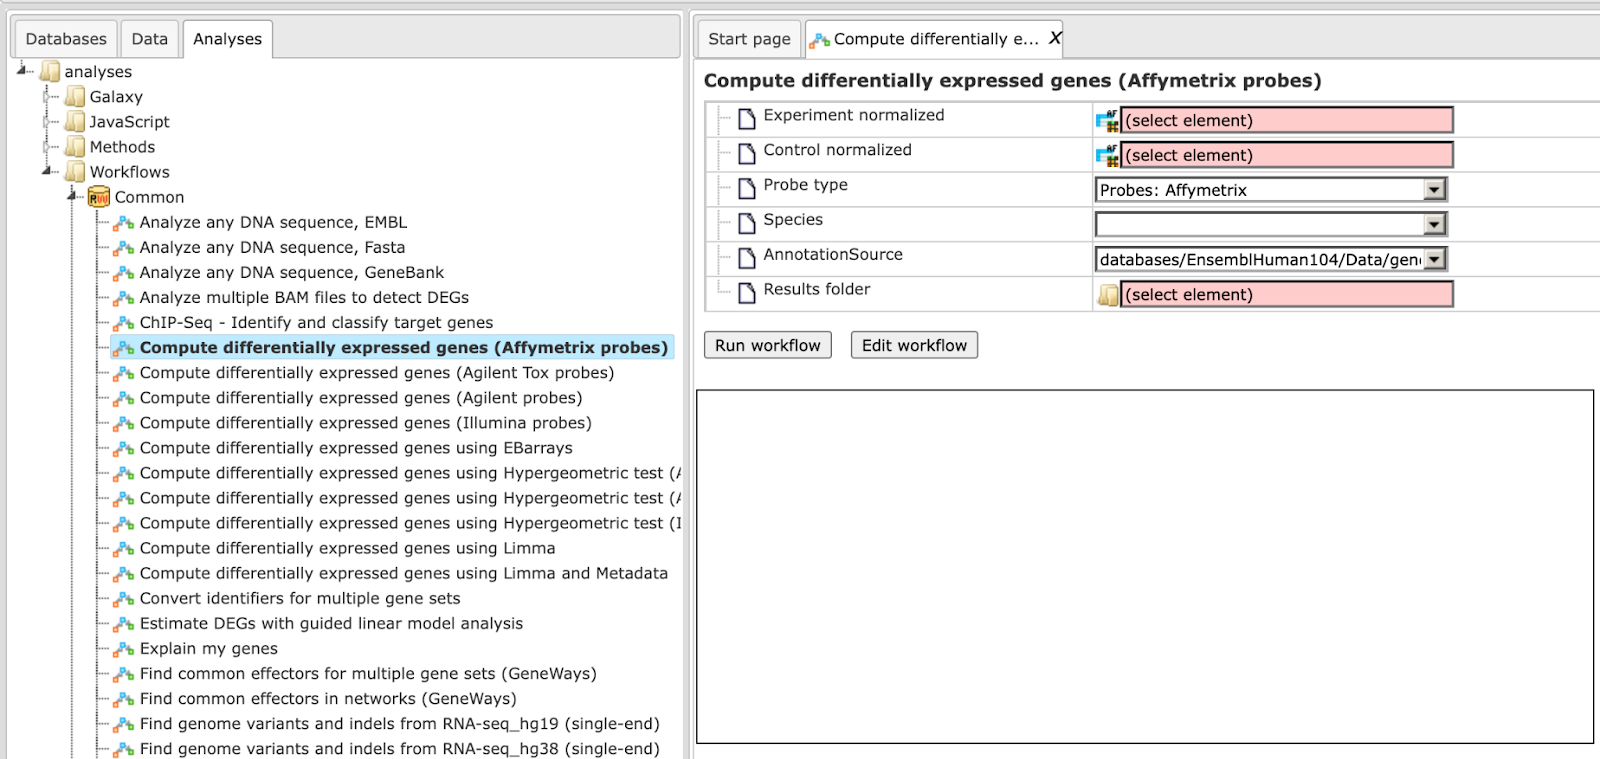 Databases
Data
Analyses
analyses
Galaxy
JavaScript
Methods
Workflows
Common
Analyze any DNA sequence, EMBL
Analyze any DNA sequence, Fasta
Analyze any DNA sequence, GeneBank
Analyze multiple BAM files to detect DEGs
ChIP-Seq - Identify and classify target genes
Compute differentially expressed genes (Affymetrix probes)
Compute differentially expressed genes (Agilent Tox probes)
Compute differentially expressed genes (Agilent probes)
Compute differentially expressed genes (Illumina probes)
Compute differentially expressed genes using EBarrays
Compute differentially expressed genes using Hypergeometric test (A
Compute differentially expressed genes using Hypergeometric test (A
Compute differentially expressed genes using Hypergeometric test (I
Compute differentially expressed genes using Limma
Compute differentially expressed genes using Limma and Metadata
Convert identifiers for multiple gene sets
Estimate DEGs with guided linear model analysis
Explain my genes
Find common effectors for multiple gene sets (GeneWays)
Find common effectors in networks (GeneWays)
Find genome variants and indels from RNA-seq_hg19 (single-end)
Find genome variants and indels from RNA-seq_hg38 (single-end)
Start page
Compute differentially e... X
Compute differentially expressed genes (Affymetrix probes)
Experiment normalized (select element)
Control normalized (select element)
Probe type Probes: Affymetrix
Species
AnnotationSource databases/EnsemblHuman104/Data/gen
Results folder (select element)
Run workflow
Edit workflow